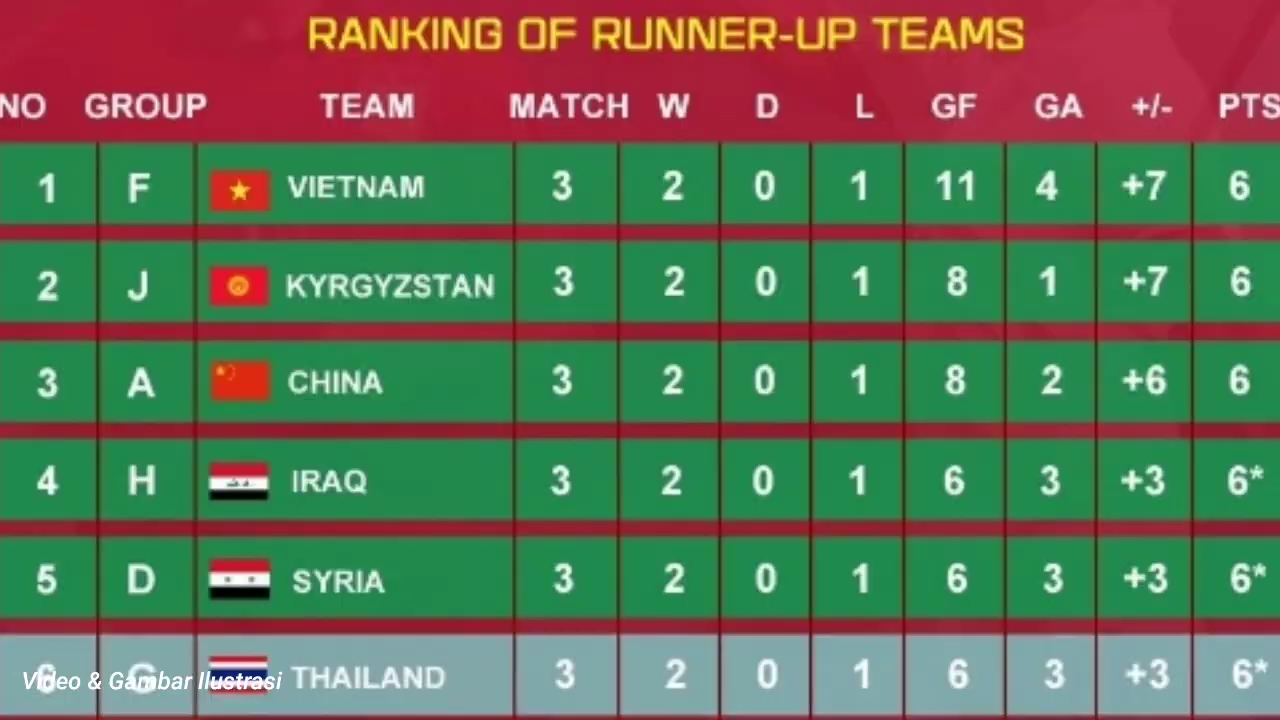 RANKING OF RUNNER-UP TEAMS
NO GROUP TEAM MATCH W D L GF GA +/- PTS
1 F VIETNAM 3 2 0 1 11 4 +7 6
2 J KYRGYZSTAN 3 2 0 1 8 1 +7 6
3 A CHINA 3 2 0 1 8 2 +6 6
4 H IRAQ 3 2 0 1 6 3 +3 6*
5 D SYRIA 3 2 0 1 6 3 +3 6*
6 G THAILAND 3 2 0 1 6 3 +3 6*
Video & Gambar Ilustrasi